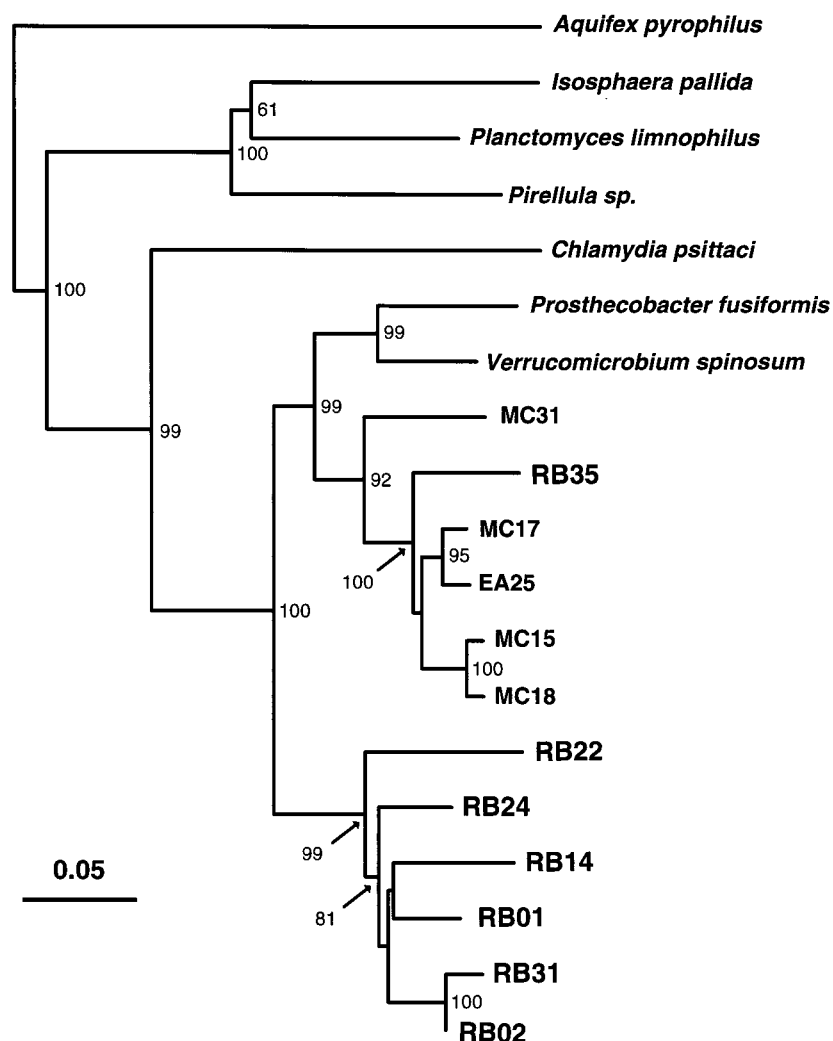 Aquifex pyrophilus
Isosphaera pallida
61
Planctomyces limnophilus
100
Pirellula sp.
Chlamydia psittaci
100
Prosthecobacter fusiformis
99
Verrucomicrobium spinosum
99
MC31
99
92
RB35
MC17
95
100
EA25
100
MC15
100
MC18
RB22
RB24
99
0.05
RB14
81
RB01
RB31
100
RB02